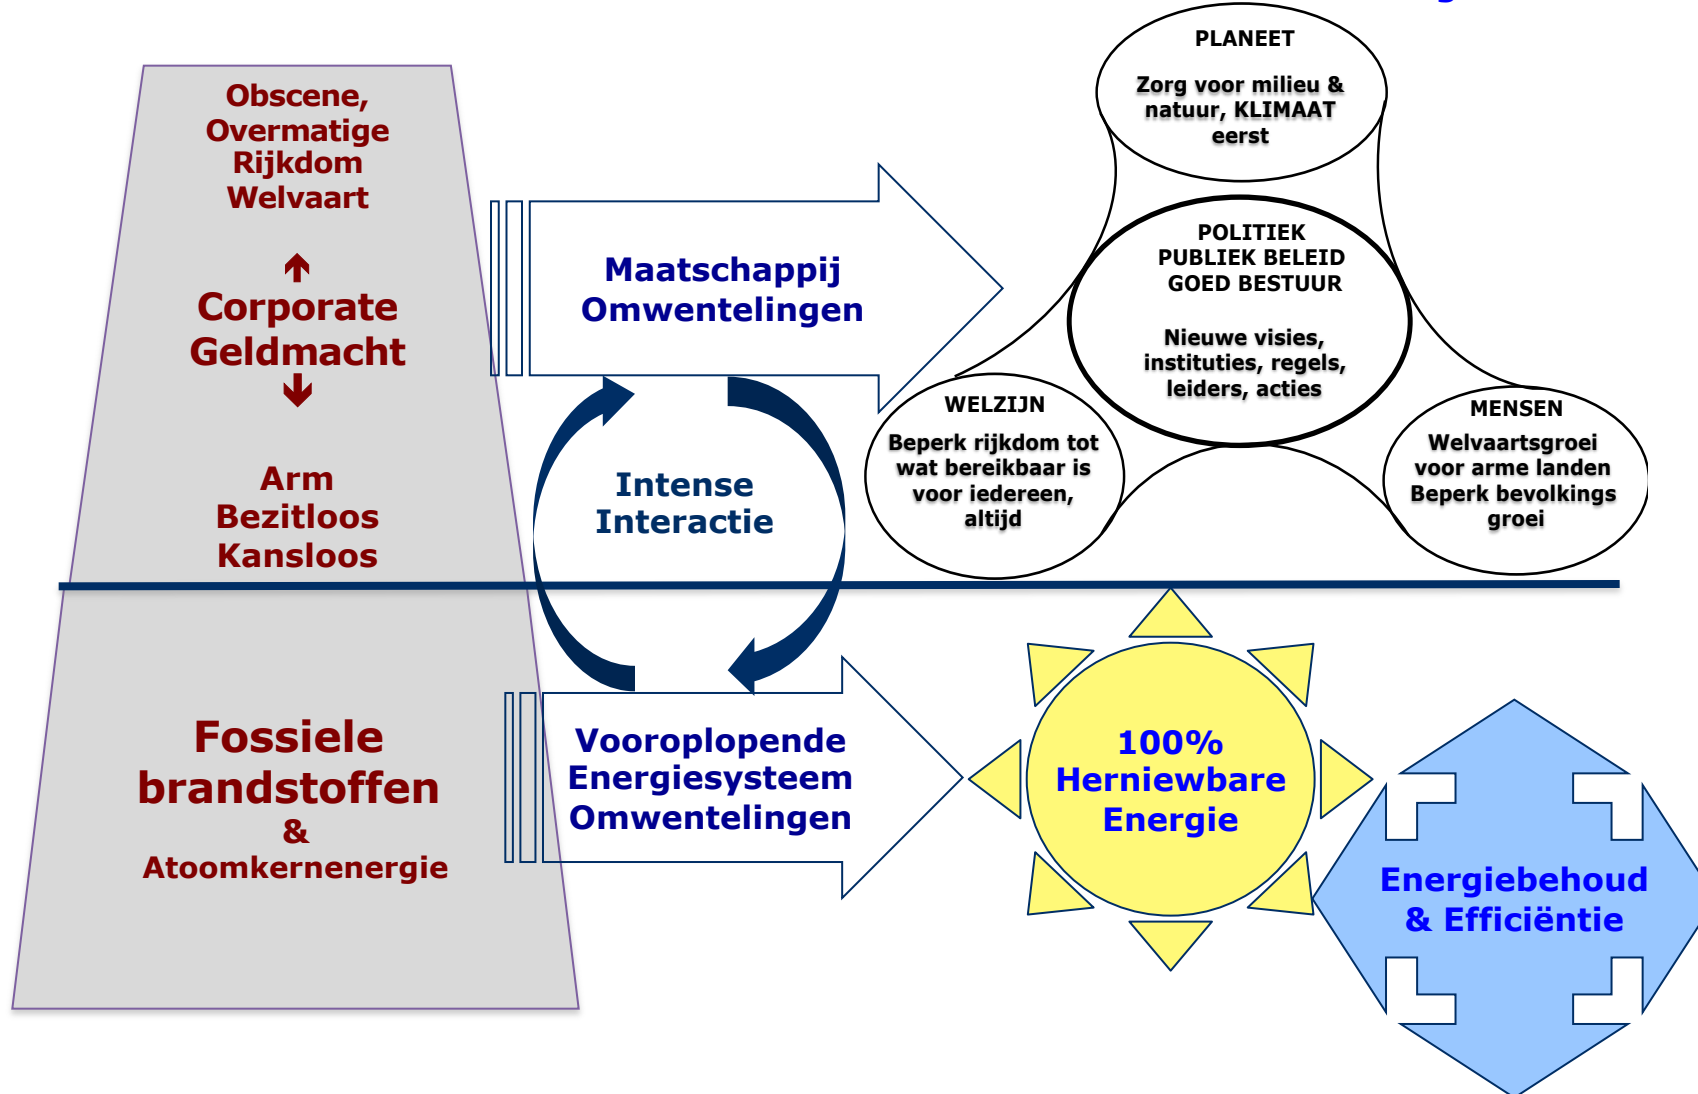 Obscene,
Overmatige
Rijkdom
Welvaart
Corporate
Geldmacht
Arm
Bezitloos
Kansloos
Maatschappij
Omwentelingen
Intense
Interactie
PLANEET
Zorg voor milieu &
natuur, KLIMAAT
eerst
POLITIEK
PUBLIEK BELEID
GOED BESTUUR
Nieuwe visies,
instituties, regels,
leiders, acties
WELZIJN
Beperk rijkdom tot
wat bereikbaar is
voor iedereen,
altijd
MENSEN
Welvaartsgroei
voor arme landen
Beperk bevolkings
groei
Fossiele
brandstoffen
&
Atoomkernenergie
Vooroplopende
Energiesysteem
Omwentelingen
100%
Herniewbare
Energie
Energiebehoud
& Efficiëntie